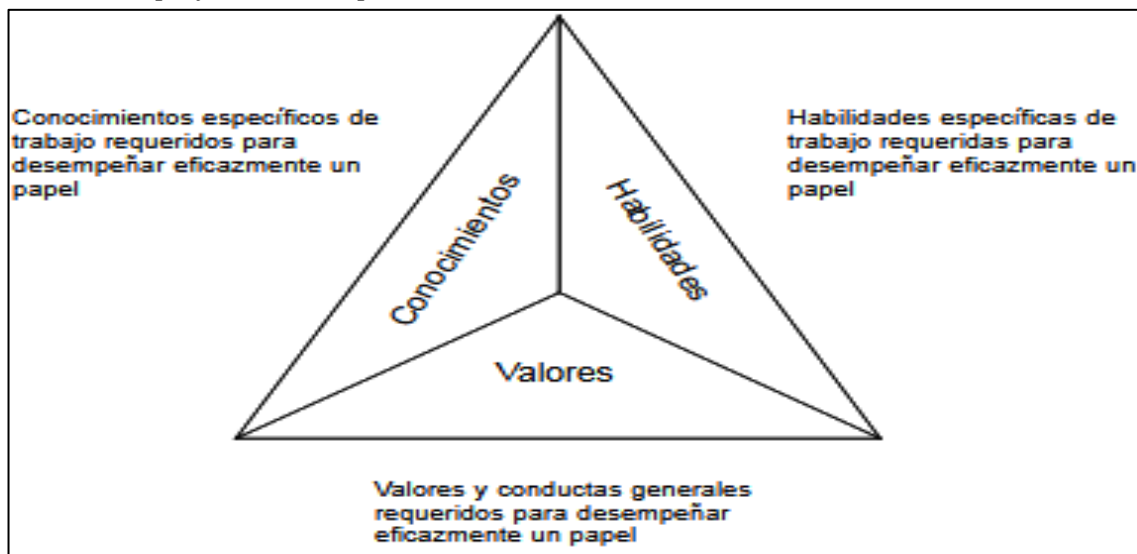 Conocimientos específicos de
trabajo requeridos para
desempeñar eficazmente un
papel
Habilidades específicas de
trabajo requeridas para
desempeñar eficazmente un
papel
Conocimientos
Habilidades
Valores
Valores y conductas generales
requeridos para desempeñar
eficazmente un papel